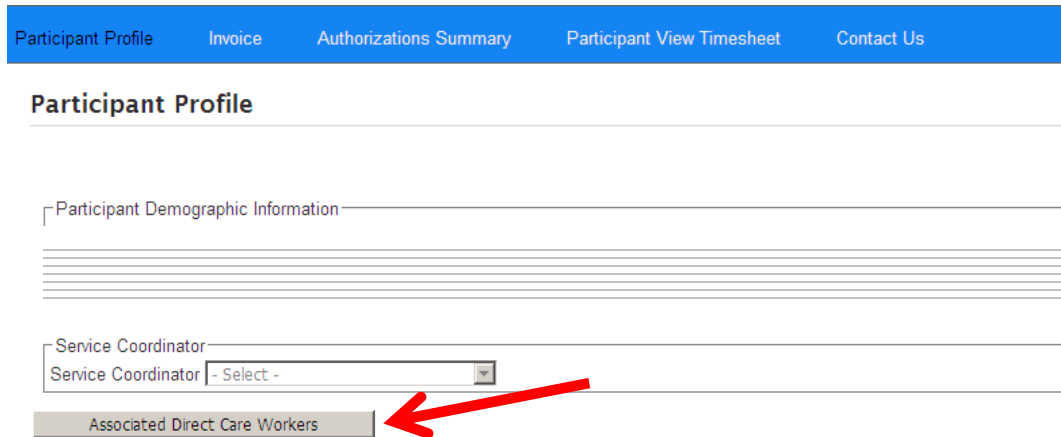 Participant Profile Invoice Authorizations Summary Participant View Timesheet Contact Us
Participant Profile
Participant Demographic Information
Service Coordinator
Service Coordinator - Select -
Associated Direct Care Workers